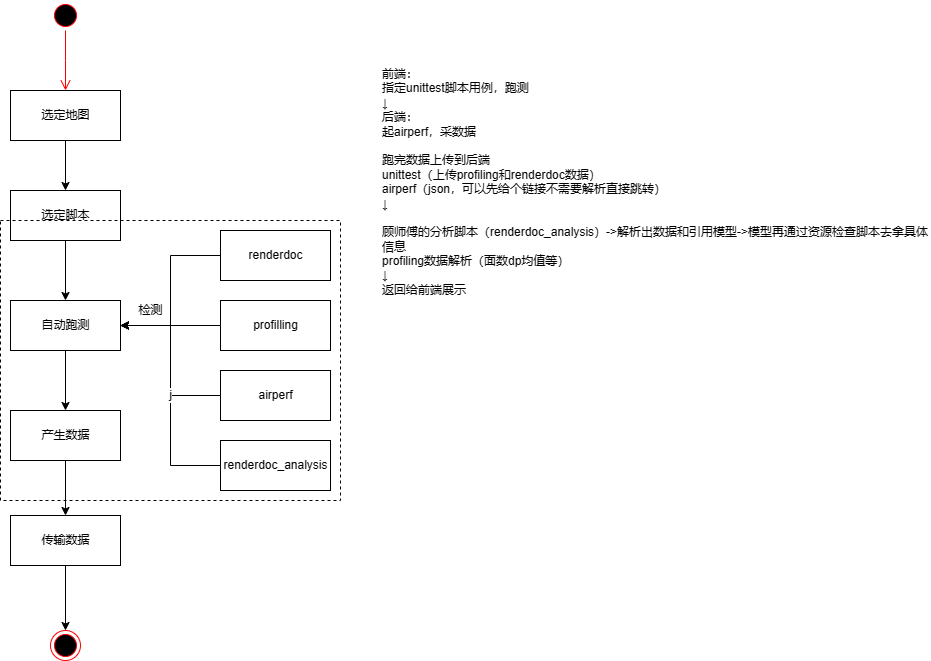 选定地图
选定脚本
renderdoc
检测
自动跑测
profilling
j
airperf
产生数据
renderdoc_analysis
传输数据
前端：
指定unittest脚本用例，跑测
↓
后端：
起airperf，采数据
跑完数据上传到后端
unittest（上传profiling和renderdoc数据）
airperf（json，可以先给个链接不需要解析直接跳转）
↓
顾师傅的分析脚本（renderdoc_analysis）->解析出数据和引用模型->模型再通过资源检查脚本去拿具体
信息
profiling数据解析（面数dp均值等）
↓
返回给前端展示